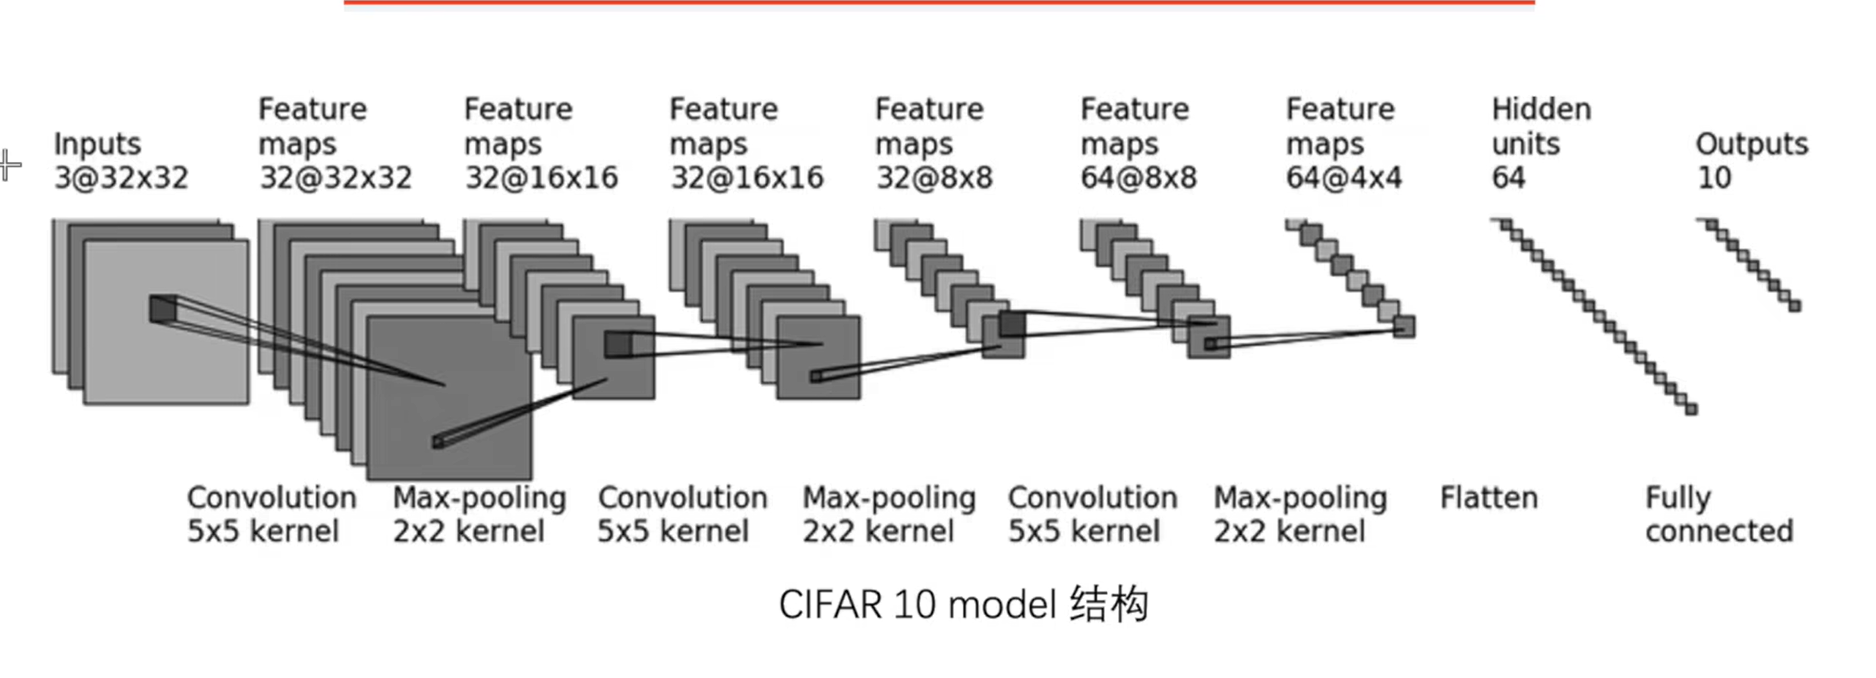 Inputs
3@32x32
Feature
maps
32@32x32
Feature
maps
32@16x16
Feature
maps
32@16x16
Feature
maps
32@8x8
Feature
maps
64@8x8
Feature
maps
64@4x4
Hidden
units
64
Outputs
10
Convolution
5x5 kernel
Max-pooling
2x2 kernel
Convolution
5x5 kernel
Max-pooling
2x2 kernel
Convolution
5x5 kernel
Max-pooling
2x2 kernel
Flatten
Fully
connected
CIFAR 10 model 结构